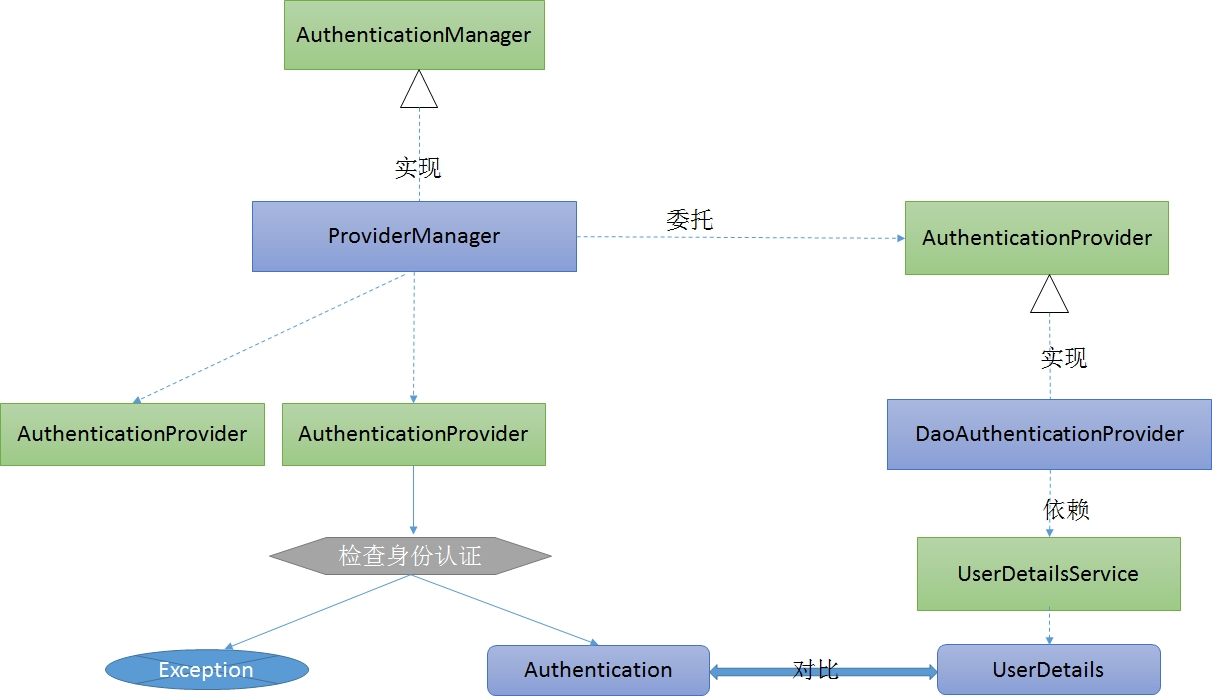 AuthenticationManager
实现
ProviderManager
委托
AuthenticationProvider
实现
AuthenticationProvider
AuthenticationProvider
DaoAuthenticationProvider
依赖
检查身份认证
UserDetailsService
Exception
Authentication
对比
UserDetails